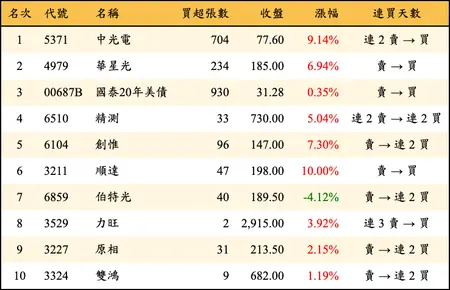 名次 代號 名稱 買超張數 收盤 漲幅 連買天數
1 5371 中光電 704 77.60 9.14% 連 2 賣 → 買
2 4979 華星光 234 185.00 6.94% 賣 → 買
3 00687B 國泰20年美債 930 31.28 0.35% 賣 → 買
4 6510 精測 33 730.00 5.04% 連 2 賣 → 連 2 買
5 6104 創惟 96 147.00 7.30% 賣 → 連 2 買
6 3211 順達 47 198.00 10.00% 賣 → 買
7 6859 伯特光 40 189.50 -4.12% 賣 → 連 2 買
8 3529 力旺 2 2,915.00 3.92% 連 3 賣 → 買
9 3227 原相 31 213.50 2.15% 賣 → 連 2 買
10 3324 雙鴻 9 682.00 1.19% 賣 → 連 2 買